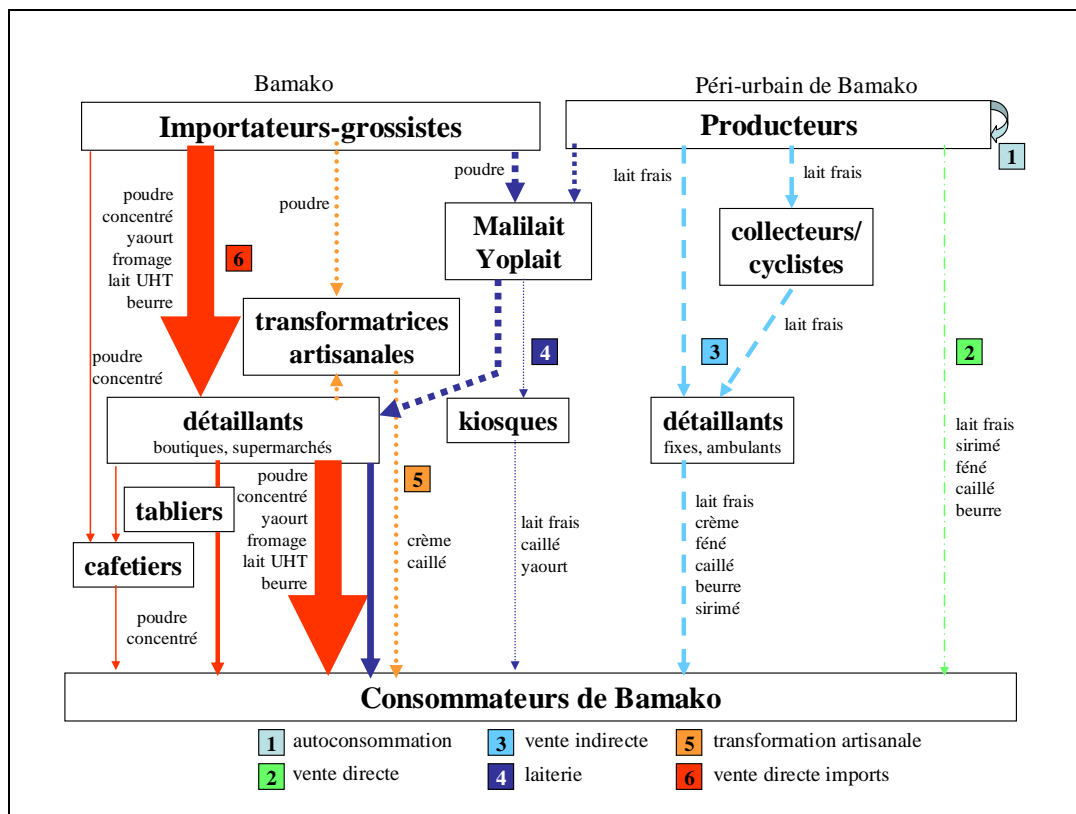 Bamako
Péri-urbain de Bamako
Importateurs-grossistes
Producteurs
1
poudre
lait frais
lait frais
poudre
concentré
yaourt
fromage
lait UHT
beurre
6
poudre
Malilait
Yoplait
collecteurs/
cyclistes
transformatrices
artisanales
lait frais
4
3
2
poudre
concentré
détaillants
boutiques, supermarchés
kiosques
détaillants
fixes, ambulants
lait frais
sirimé
féné
caillé
beurre
5
poudre
concentré
yaourt
fromage
lait UHT
beurre
tabliers
cafetiers
crème
caillé
lait frais
caillé
yaourt
lait frais
crème
féné
caillé
beurre
sirimé
poudre
concentré
Consommateurs de Bamako
1 autoconsommation
3 vente indirecte
5 transformation artisanale
2 vente directe
4 laiterie
6 vente directe imports